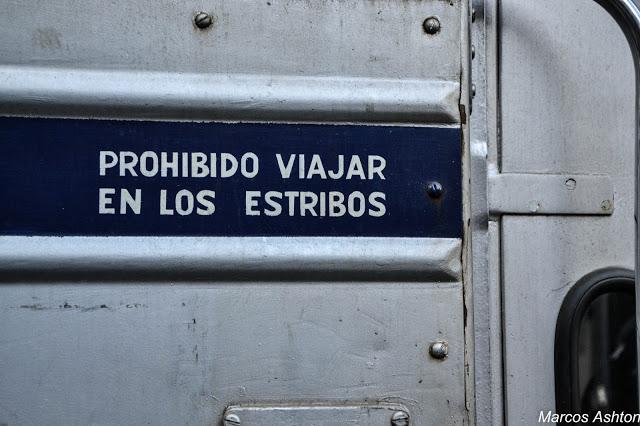 PROHIBIDO VIAJAR
EN LOS ESTRIBOS
Marcos Ashton